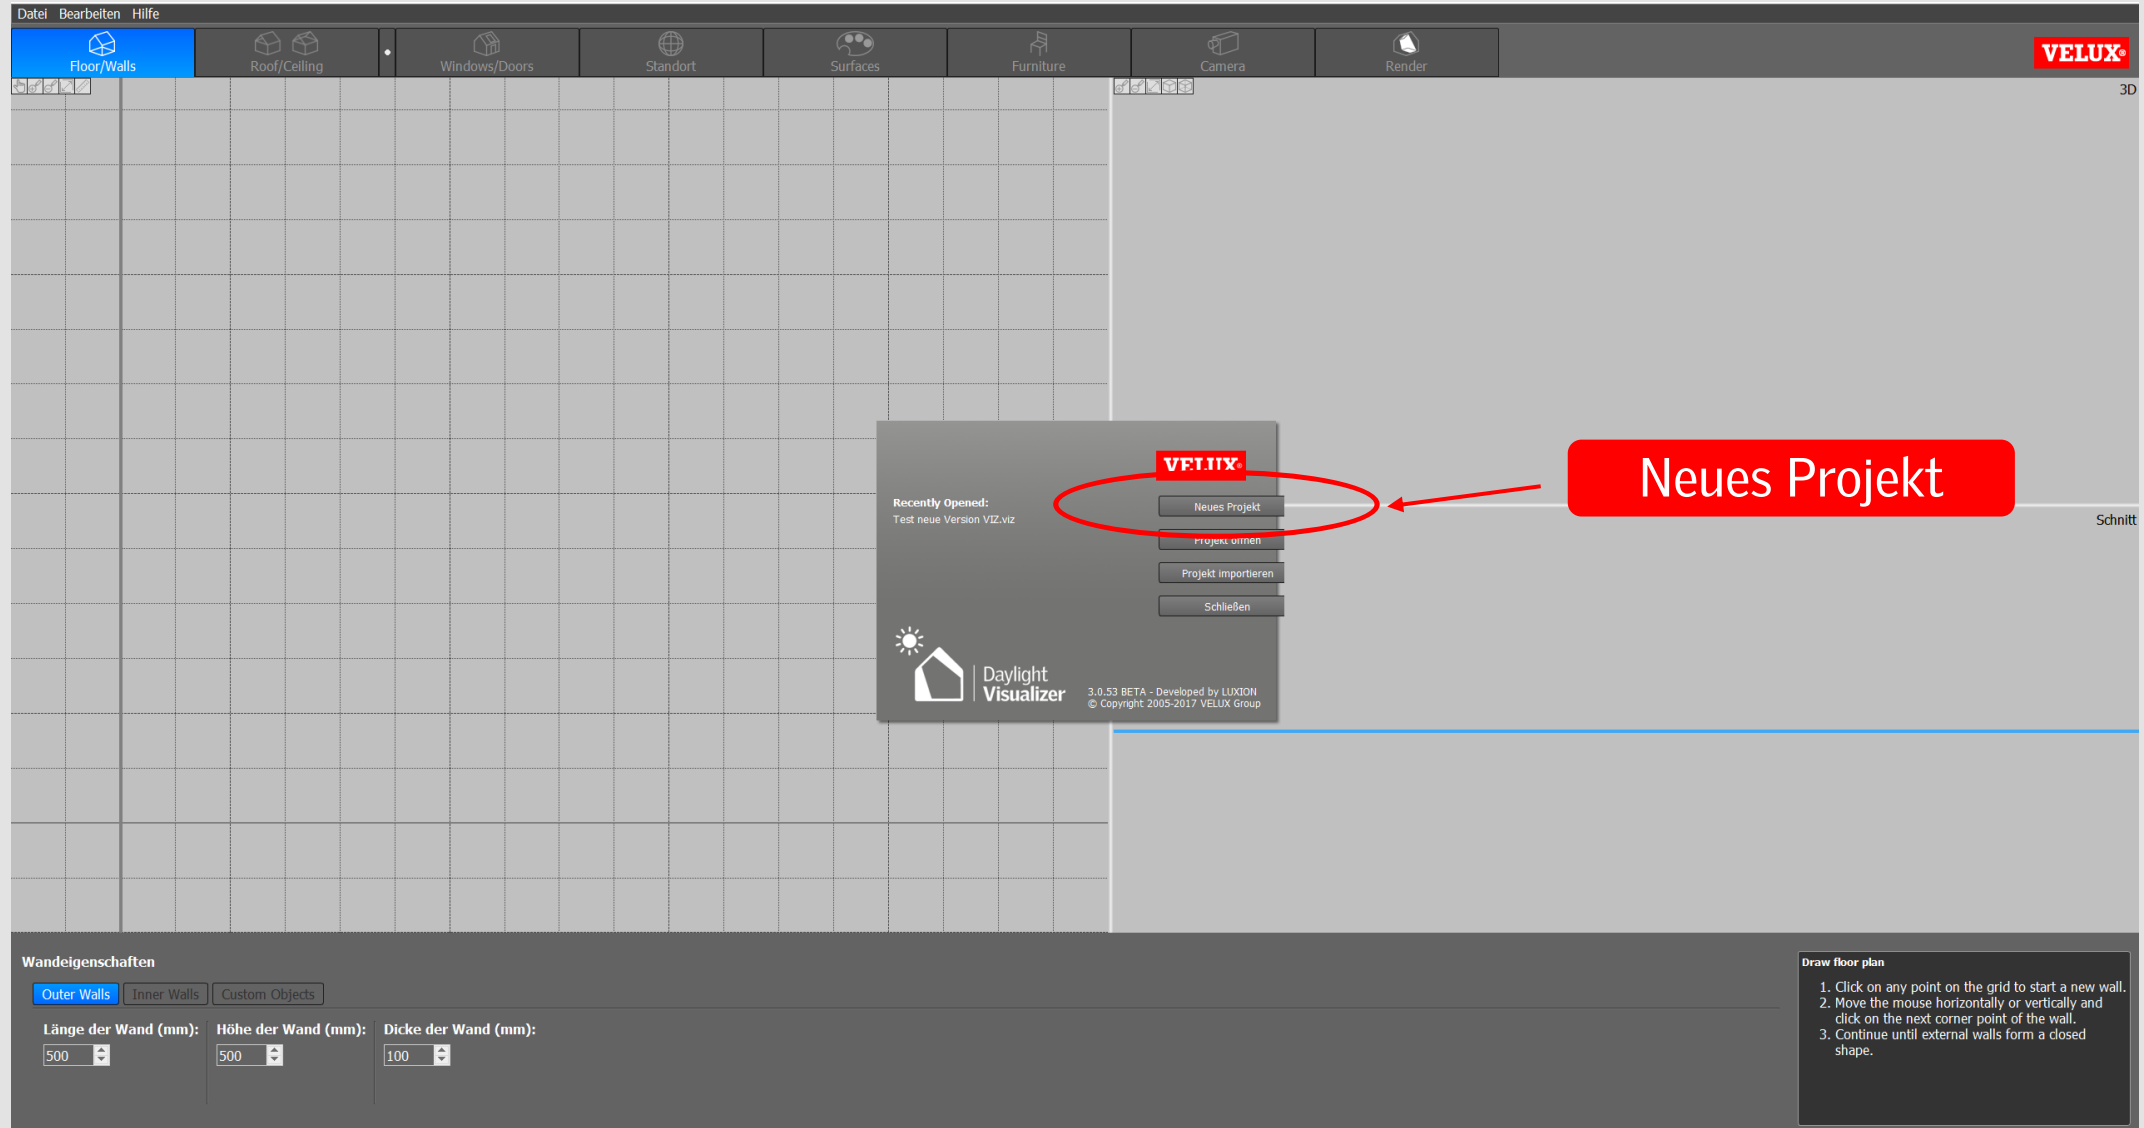 Datei Bearbeiten Hilfe
Floor/Walls
Roof/Ceiling
Windows/Doors
Standort
Surfaces
Furniture
Camera
Render
VELUX®
3D
VELUX®
Recently Opened:
Test neue Version VIZ.viz
Neues Projekt
Projekt öffnen
Projekt importieren
Schließen
Neues Projekt
Schnitt
Daylight
Visualizer
3.0.53 BETA - Developed by LUXION
© Copyright 2005-2017 VELUX Group
Wandeigenschaften
Outer Walls
Inner Walls
Custom Objects
Länge der Wand (mm):
Höhe der Wand (mm):
Dicke der Wand (mm):
500
500
100
Draw floor plan
1. Click on any point on the grid to start a new wall.
2. Move the mouse horizontally or vertically and
click on the next corner point of the wall.
3. Continue until external walls form a closed
shape.